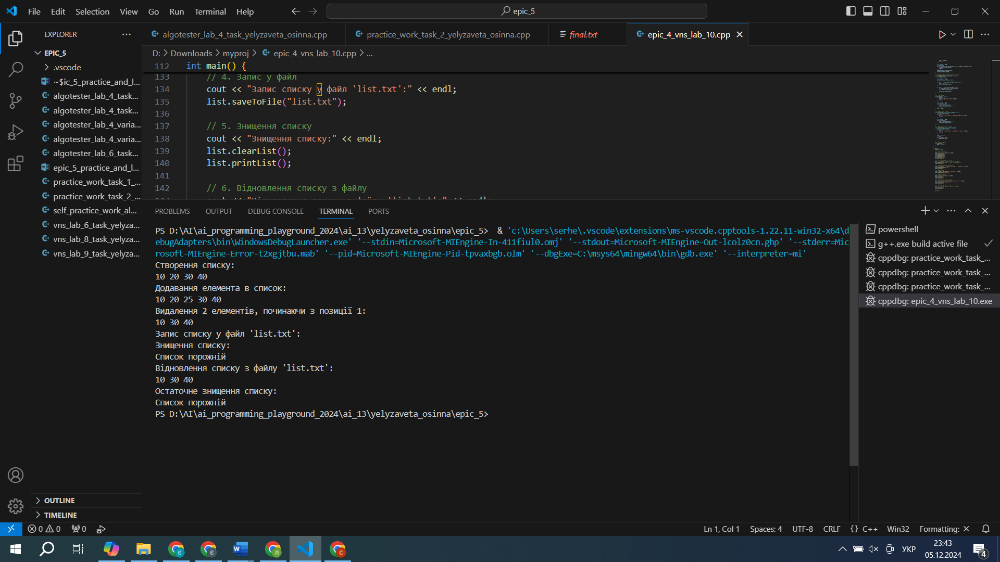 File Edit Selection View Go Run Terminal Help
epic_5
EXPLORER
EPIC_5
.vscode
~$ic_5_practice_and_l...
algotester_lab_4_task...
algotester_lab_4_task...
algotester_lab_4_varia...
algotester_lab_4_varia...
algotester_lab_6_task...
epic_5_practice_and_l...
practice_work_task_1_...
practice_work_task_2_...
self_practice_work_al...
vns_lab_6_task_yelyza...
vns_lab_8_task_yelyza...
vns_lab_9_task_yelyza...
OUTLINE
TIMELINE
algotester_lab_4_task_yelyzaveta_osinna.cpp
practice_work_task_2_yelyzaveta_osinna.cpp
final.txt
epic_4_vns_lab_10.cpp
D: > Downloads > myproj > epic_4_vns_lab_10.cpp > ...
112 int main() {
133 // 4. Запис у файл
134 cout << "Запис списку у файл 'list.txt':" << endl;
135 list.saveToFile("list.txt");
136
137 // 5. Знищення списку
138 cout << "Знищення списку:" << endl;
139 list.clearList();
140 list.printList();
141
142 // 6. Відновлення списку з файлу
143 cout << "Відновлення списку з файлу 'list.txt':" << endl;
PROBLEMS OUTPUT DEBUG CONSOLE TERMINAL PORTS
PS D:\AI\ai_programming_playground_2024\ai_13\yelyzaveta_osinna\epic_5> & 'c:\Users\serhe\.vscode\extensions\ms-vscode.cpptools-1.22.11-win32-x64\d
ebugAdapters\bin\WindowsDebugLauncher.exe' '--stdin=Microsoft-MIEngine-In-411fiul0.omj' '--stdout=Microsoft-MIEngine-Out-lcolz0cn.ghp' '--stderr=Mic
rosoft-MIEngine-Error-t2xgjtbu.mab' '--pid=Microsoft-MIEngine-Pid-tpvaxbgb.olm' '--dbgExe=C:\msys64\mingw64\bin\gdb.exe' '--interpreter=mi'
Створення списку:
10 20 30 40
Додавання елемента в список:
10 20 25 30 40
Видалення 2 елементів, починаючи з позиції 1:
10 30 40
Запис списку у файл 'list.txt':
Знищення списку:
Список порожній
Відновлення списку з файлу 'list.txt':
10 30 40
Остаточне знищення списку:
Список порожній
PS D:\AI\ai_programming_playground_2024\ai_13\yelyzaveta_osinna\epic_5>
powershell
g++.exe build active file
cppdbg: practice_work_task_...
cppdbg: practice_work_task_...
cppdbg: practice_work_task_...
cppdbg: epic_4_vns_lab_10.exe
0 0 0
Ln 1, Col 1 Spaces: 4 UTF-8 CRLF {} C++ Win32 Formatting: ×
УКР
23:43
05.12.2024
4